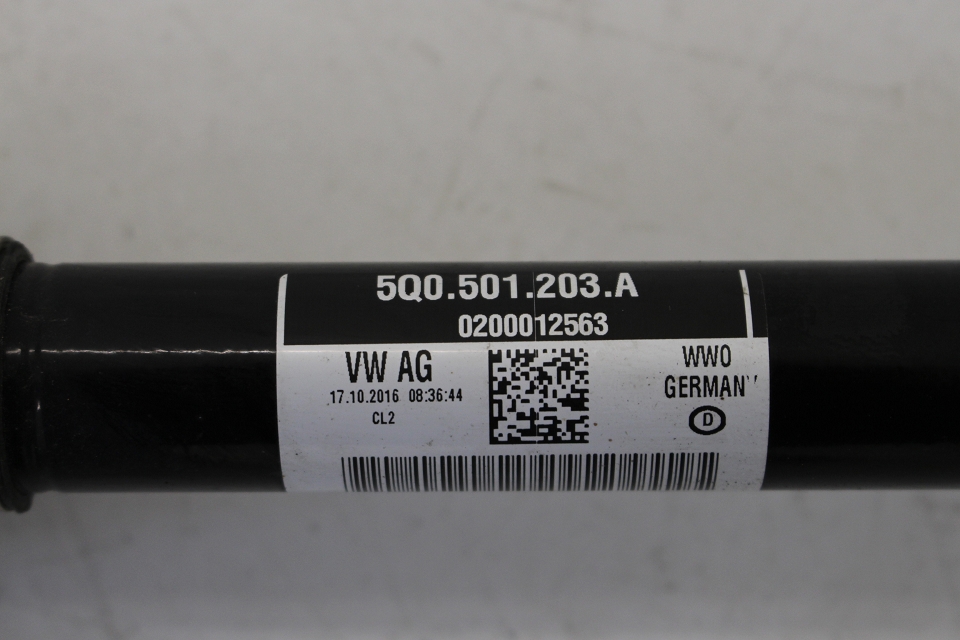 5Q0.501.203.A
0200012563
VW AG
17.10.2016 08:36:44
CL2
WWO
GERMANY
D